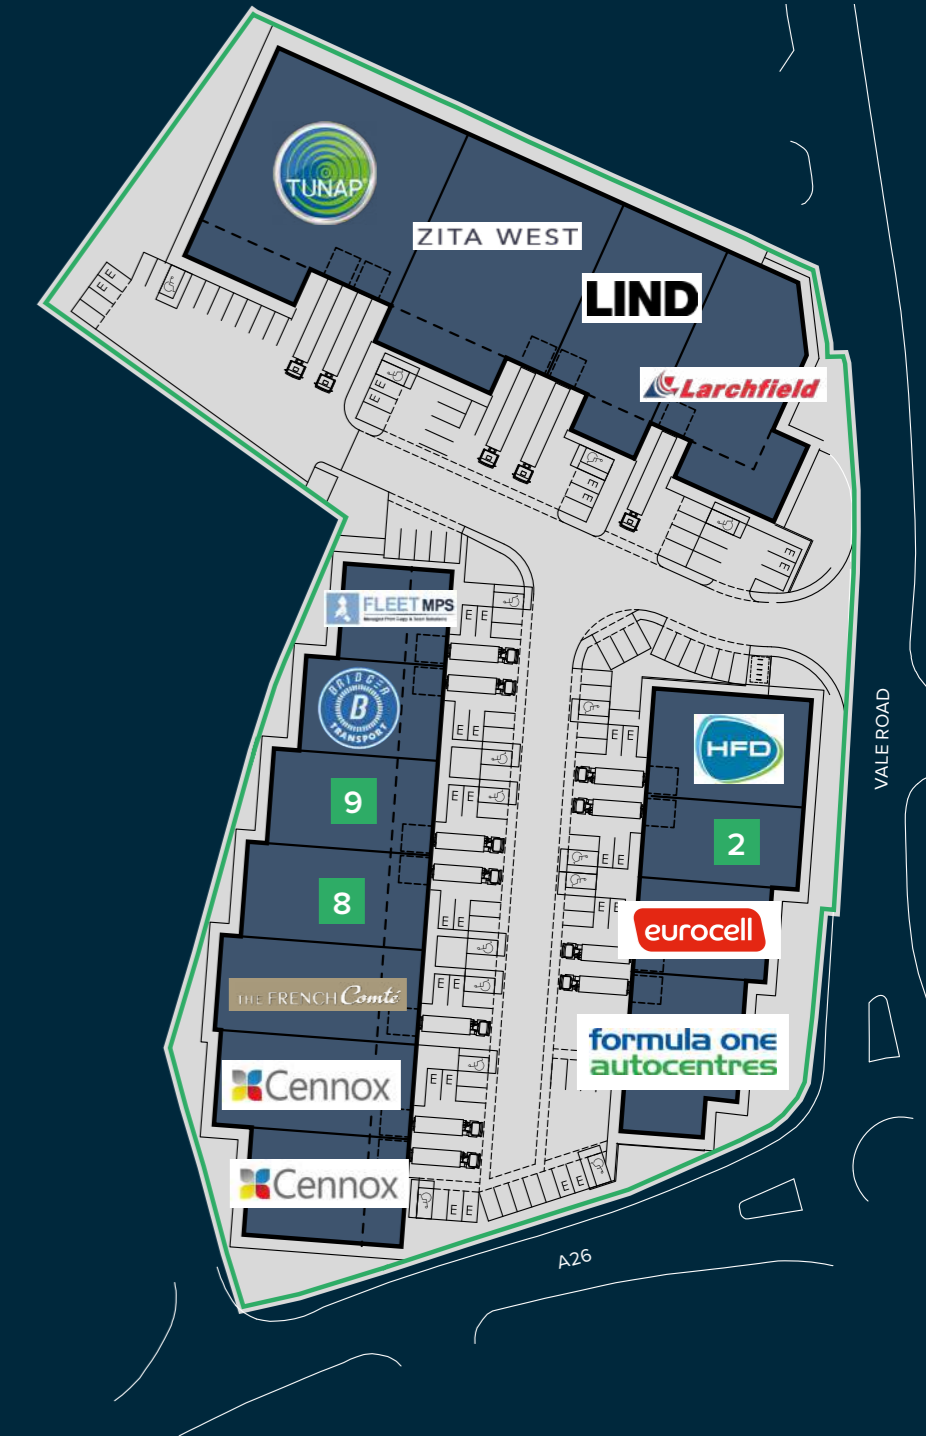 TUNAP
ZITA WEST
LIND
Larchfield
FLEET MPS
BRIDGER
B
TRANSPORT
HFD
VALE ROAD
9
2
8
eurocell
THE FRENCH Comté
formula one
autocentres
Cennox
Cennox
A26
E E
E E
E
E
E
E
E E
E E
E E
E E
E E
E E
E E
E E
E E
E E
E E
E E